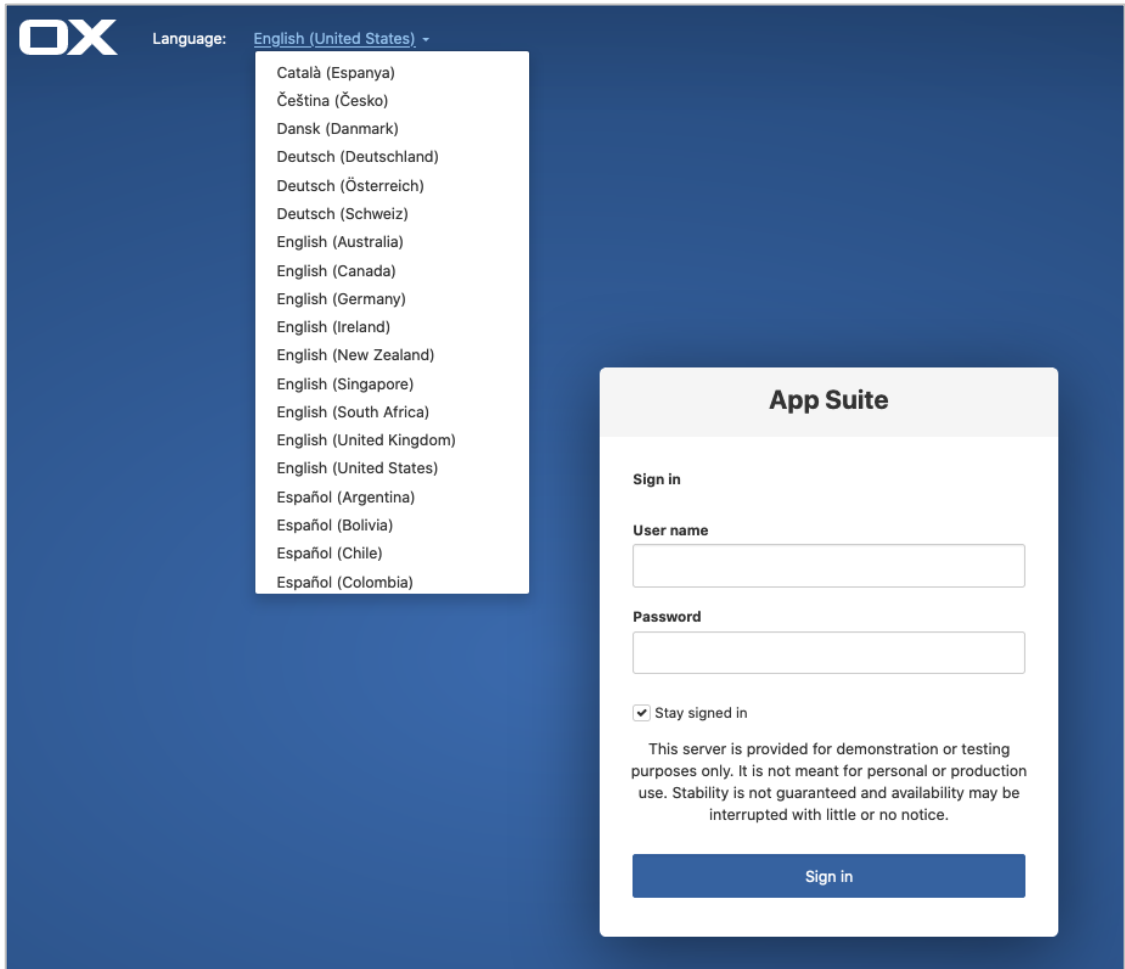 OX
Language: English (United States)
Català (Espanya)
Čeština (Česko)
Dansk (Danmark)
Deutsch (Deutschland)
Deutsch (Österreich)
Deutsch (Schweiz)
English (Australia)
English (Canada)
English (Germany)
English (Ireland)
English (New Zealand)
English (Singapore)
English (South Africa)
English (United Kingdom)
English (United States)
Español (Argentina)
Español (Bolivia)
Español (Chile)
Español (Colombia)
App Suite
Sign in
User name
Password
Stay signed in
This server is provided for demonstration or testing
purposes only. It is not meant for personal or production
use. Stability is not guaranteed and availability may be
interrupted with little or no notice.
Sign in